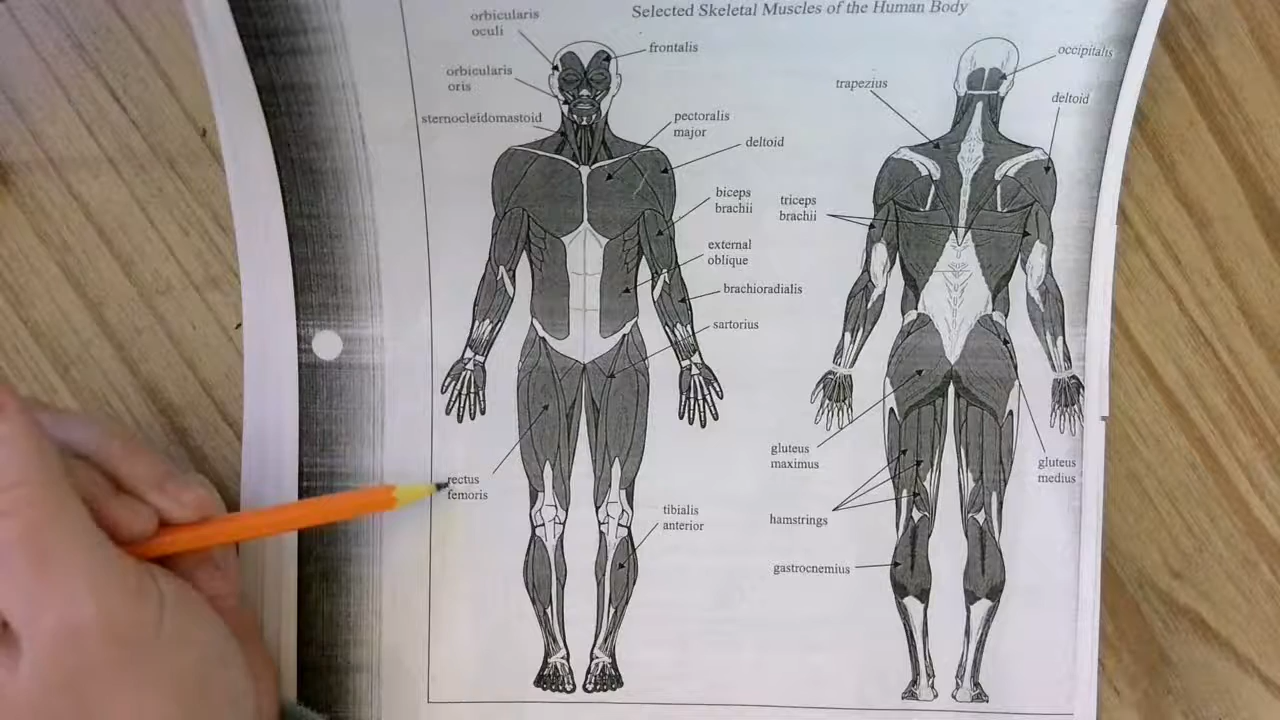 Selected Skeletal Muscles of the Human Body
orbicularis
oculi
frontalis
orbicularis
oris
sternocleidomastoid
pectoralis
major
deltoid
biceps
brachii
external
oblique
brachioradialis
sartorius
rectus
femoris
tibialis
anterior
occipitalis
trapezius
deltoid
triceps
brachii
gluteus
maximus
gluteus
medius
hamstrings
gastrocnemius